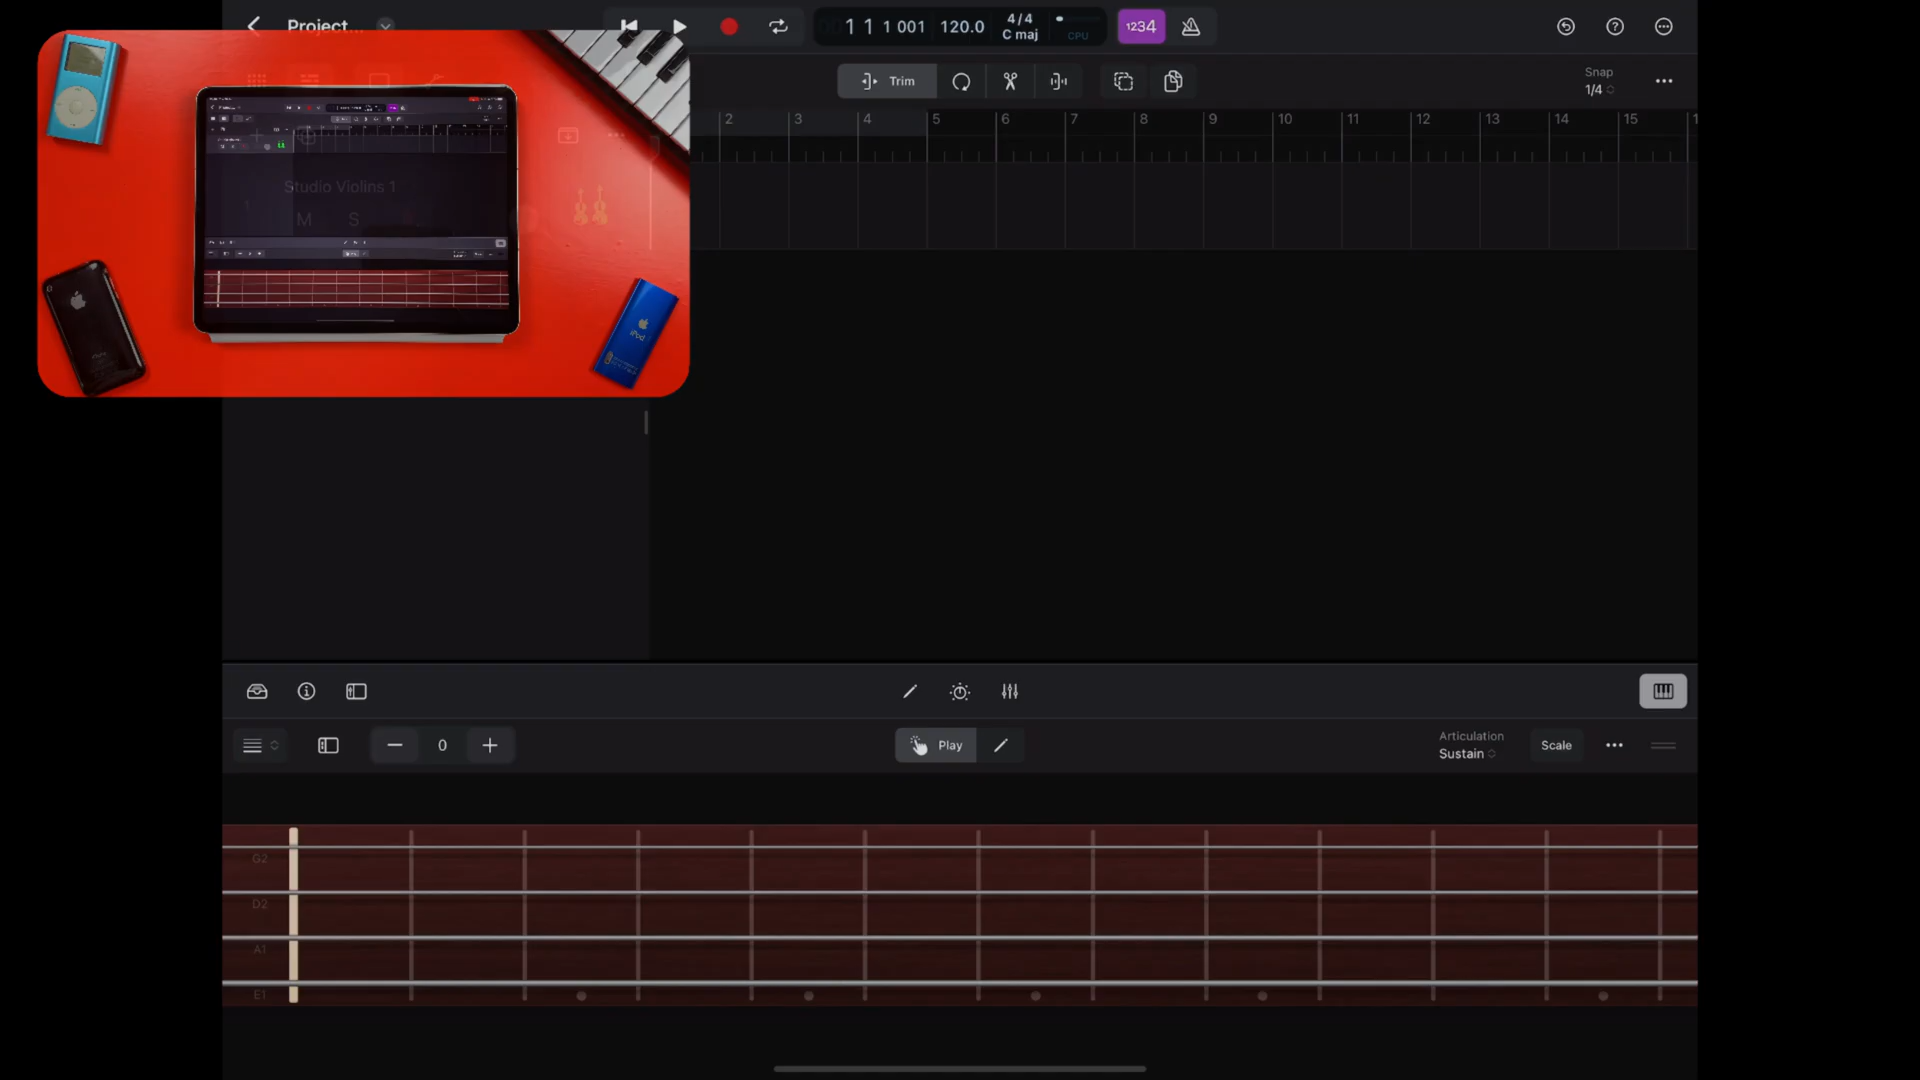 Project...
1 1 1 001 120.0 4/4 C maj CPU 1234
Trim
Snap
1/4
2 3 4 5 6 7 8 9 10 11 12 13 14 15 1
Studio Violins 1
M S
iPod
0
Play
Articulation
Sustain
Scale
G2
D2
A1
E1